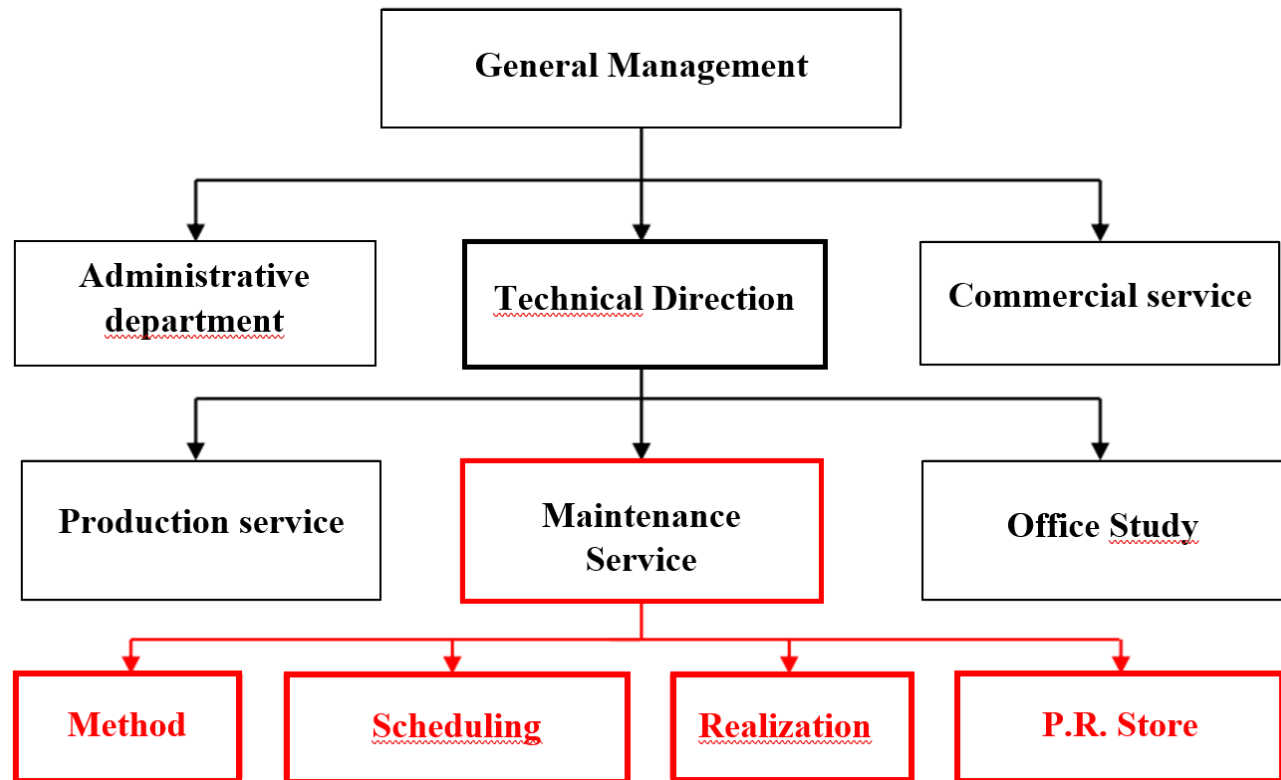 General Management
Administrative
department
Technical Direction
Commercial service
Production service
Maintenance
Service
Office Study
Method
Scheduling
Realization
P.R. Store